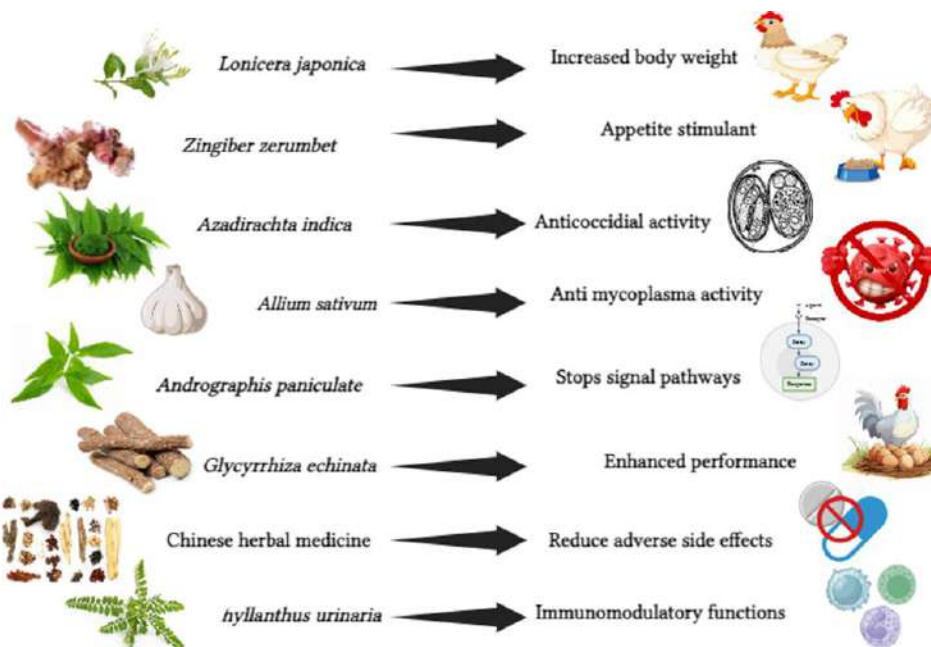 Lonicera japonica
Increased body weight
Zingiber zerumbet
Appetite stimulant
Azadirachta indica
Anticoccidial activity
Allium sativum
Anti mycoplasma activity
Andrographis paniculate
Stops signal pathways
Glycyrrhiza echinata
Enhanced performance
Chinese herbal medicine
Reduce adverse side effects
hyllanthus urinaria
Immunomodulatory functions